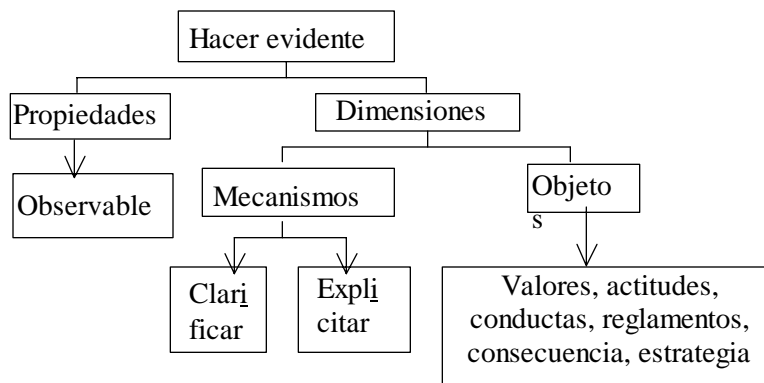 Hacer evidente
Propiedades
Dimensiones
Observable
Mecanismos
Objeto
s
Clari
ficar
Expli
citar
Valores, actitudes,
conductas, reglamentos,
consecuencia, estrategia